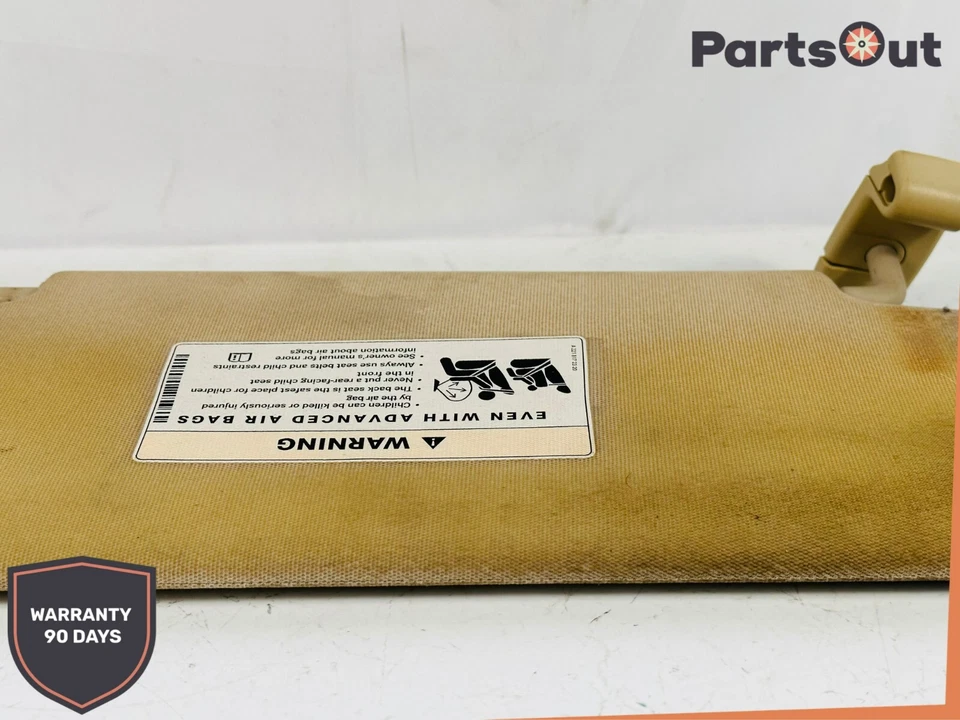 PartsOut
⚠ WARNING
EVEN WITH ADVANCED AIR BAGS
• Children can be killed or seriously injured
by the air bag
• The back seat is the safest place for children
• Never put a rear-facing child seat
in the front
• Always use seat belts and child restraints
• See owner's manual for more
information about air bags
WARRANTY
90 DAYS